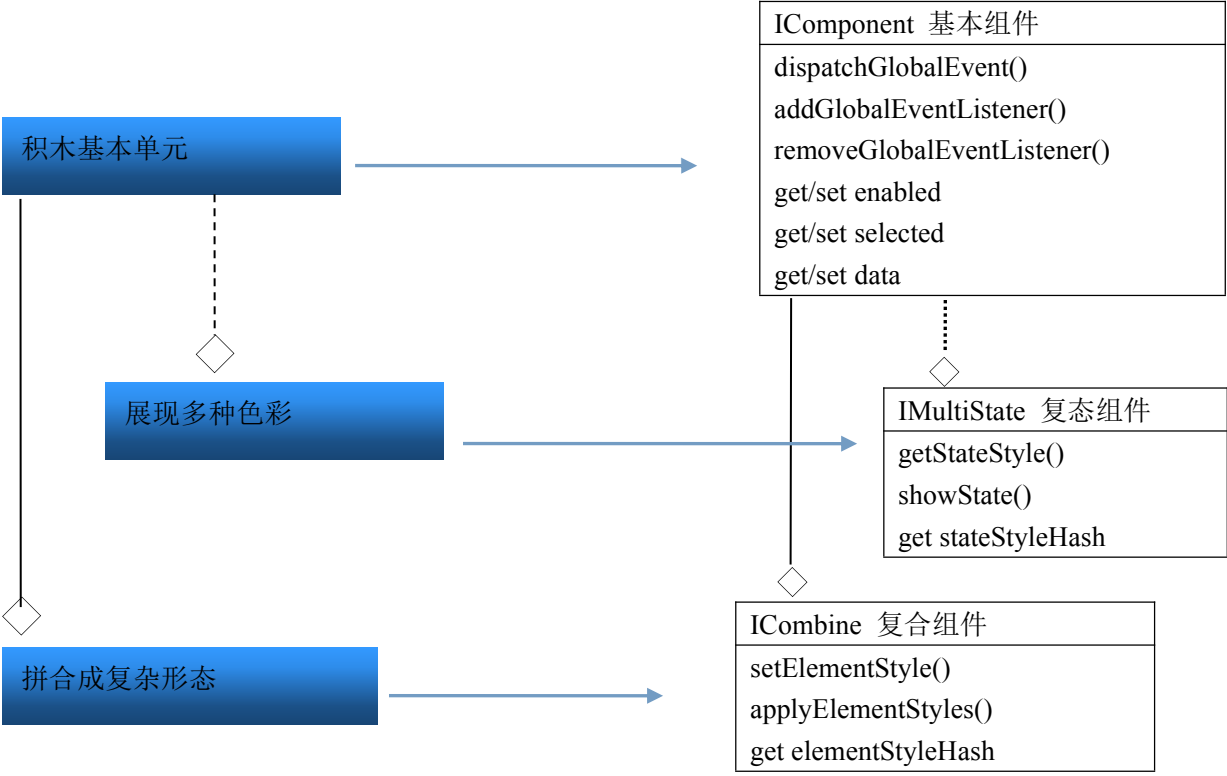 IComponent 基本组件
dispatchGlobalEvent()
addGlobalEventListener()
removeGlobalEventListener()
get/set enabled
get/set selected
get/set data
积木基本单元
展现多种色彩
IMultiState 复态组件
getStateStyle()
showState()
get stateStyleHash
拼合成复杂形态
ICombine 复合组件
setElementStyle()
applyElementStyles()
get elementStyleHash